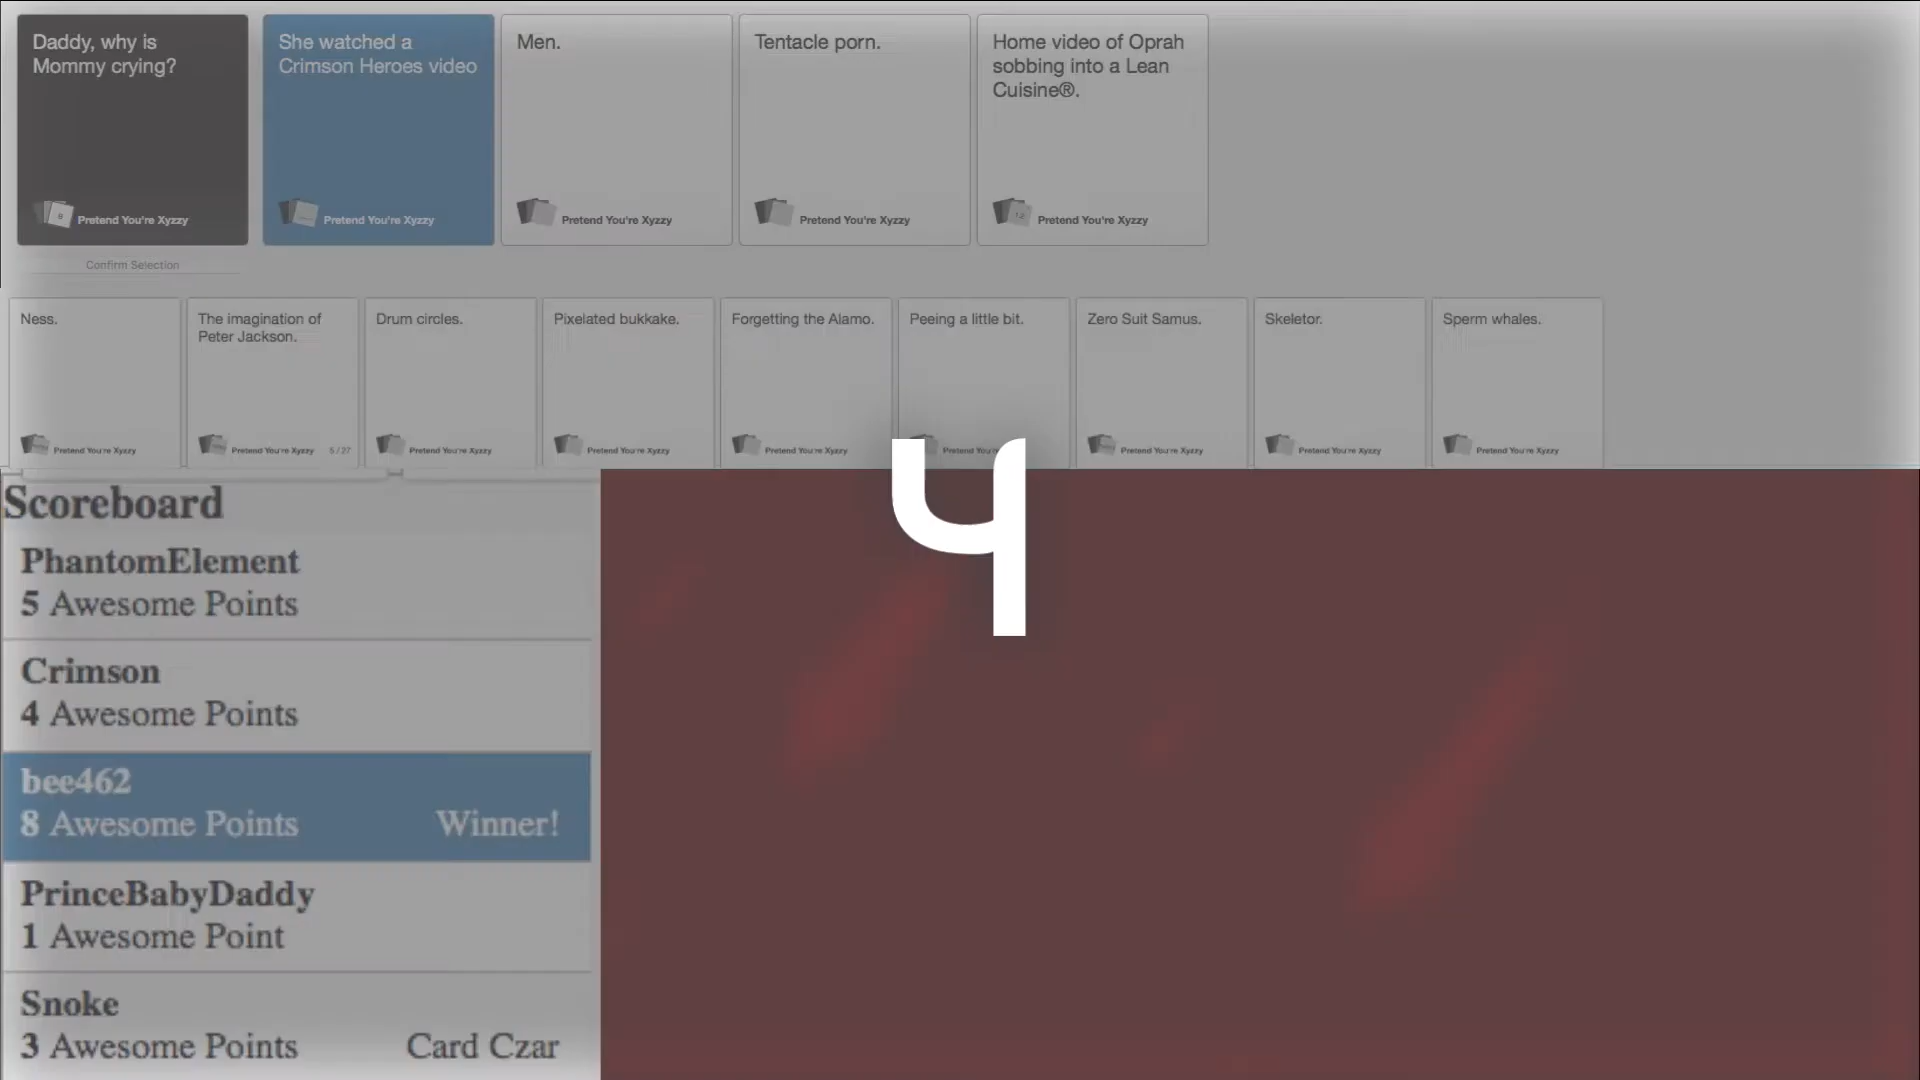 Daddy, why is
Mommy crying?
Pretend You're Xyzzy
She watched a
Crimson Heroes video
Pretend You're Xyzzy
Men.
Pretend You're Xyzzy
Tentacle porn.
Pretend You're Xyzzy
Home video of Oprah
sobbing into a Lean
Cuisine®.
Pretend You're Xyzzy
Confirm Selection
Ness.
Pretend You're Xyzzy
The imagination of
Peter Jackson.
Pretend You're Xyzzy 5 / 27
Drum circles.
Pretend You're Xyzzy
Pixelated bukkake.
Pretend You're Xyzzy
Forgetting the Alamo.
Pretend You're Xyzzy
Peeing a little bit.
Pretend You're
Zero Suit Samus.
Pretend You're Xyzzy
Skeletor.
Pretend You're Xyzzy
Sperm whales.
Pretend You're Xyzzy
4
Scoreboard
PhantomElement
5 Awesome Points
Crimson
4 Awesome Points
bee462
8 Awesome Points Winner!
PrinceBabyDaddy
1 Awesome Point
Snoke
3 Awesome Points Card Czar